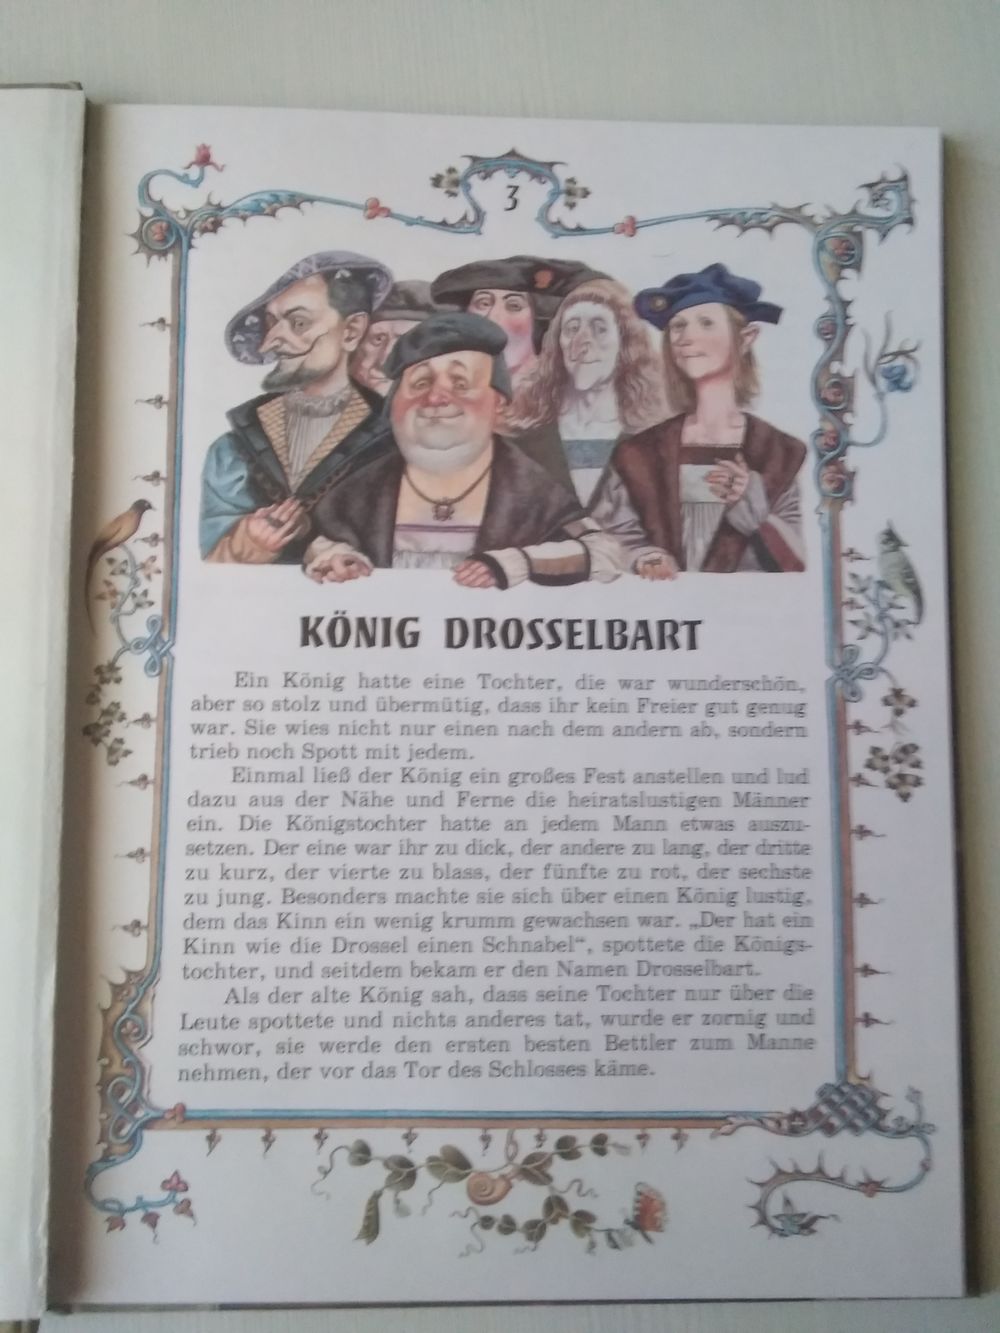 3
KÖNIG DROSSELBART
Ein König hatte eine Tochter, die war wunderschön,
aber so stolz und übermütig, dass ihr kein Freier gut genug
war. Sie wies nicht nur einen nach dem andern ab, sondern
trieb noch Spott mit jedem.
Einmal ließ der König ein großes Fest anstellen und lud
dazu aus der Nähe und Ferne die heiratslustigen Männer
ein. Die Königstochter hatte an jedem Mann etwas auszu-
setzen. Der eine war ihr zu dick, der andere zu lang, der dritte
zu kurz, der vierte zu blass, der fünfte zu rot, der sechste
zu jung. Besonders machte sie sich über einen König lustig,
dem das Kinn ein wenig krumm gewachsen war. „Der hat ein
Kinn wie die Drossel einen Schnabel“, spottete die Königs-
tochter, und seitdem bekam er den Namen Drosselbart.
Als der alte König sah, dass seine Tochter nur über die
Leute spottete und nichts anderes tat, wurde er zornig und
schwor, sie werde den ersten besten Bettler zum Manne
nehmen, der vor das Tor des Schlosses käme.